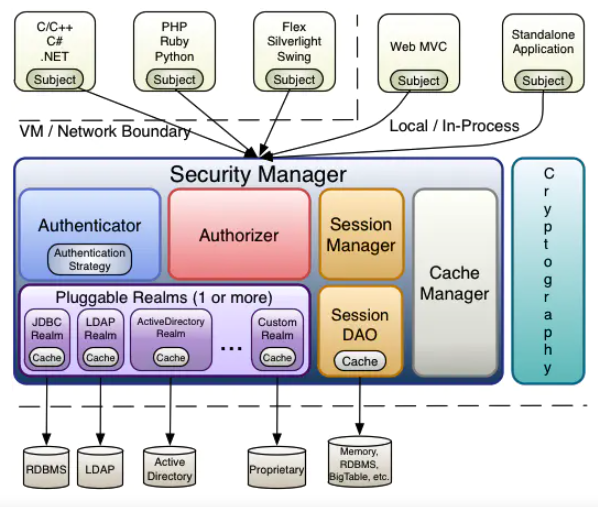 C/C++
C#
.NET
Subject
PHP
Ruby
Python
Subject
Flex
Silverlight
Swing
Subject
Web MVC
Subject
Standalone
Application
Subject
VM / Network Boundary
Local / In-Process
Security Manager
Authenticator
Authentication
Strategy
Authorizer
Session
Manager
Cache
Manager
Cryptography
Pluggable Realms (1 or more)
JDBC
Realm
Cache
LDAP
Realm
Cache
ActiveDirectory
Realm
Cache
...
Custom
Realm
Cache
Session
DAO
Cache
RDBMS
LDAP
Active
Directory
Proprietary
Memory,
RDBMS,
BigTable, etc.